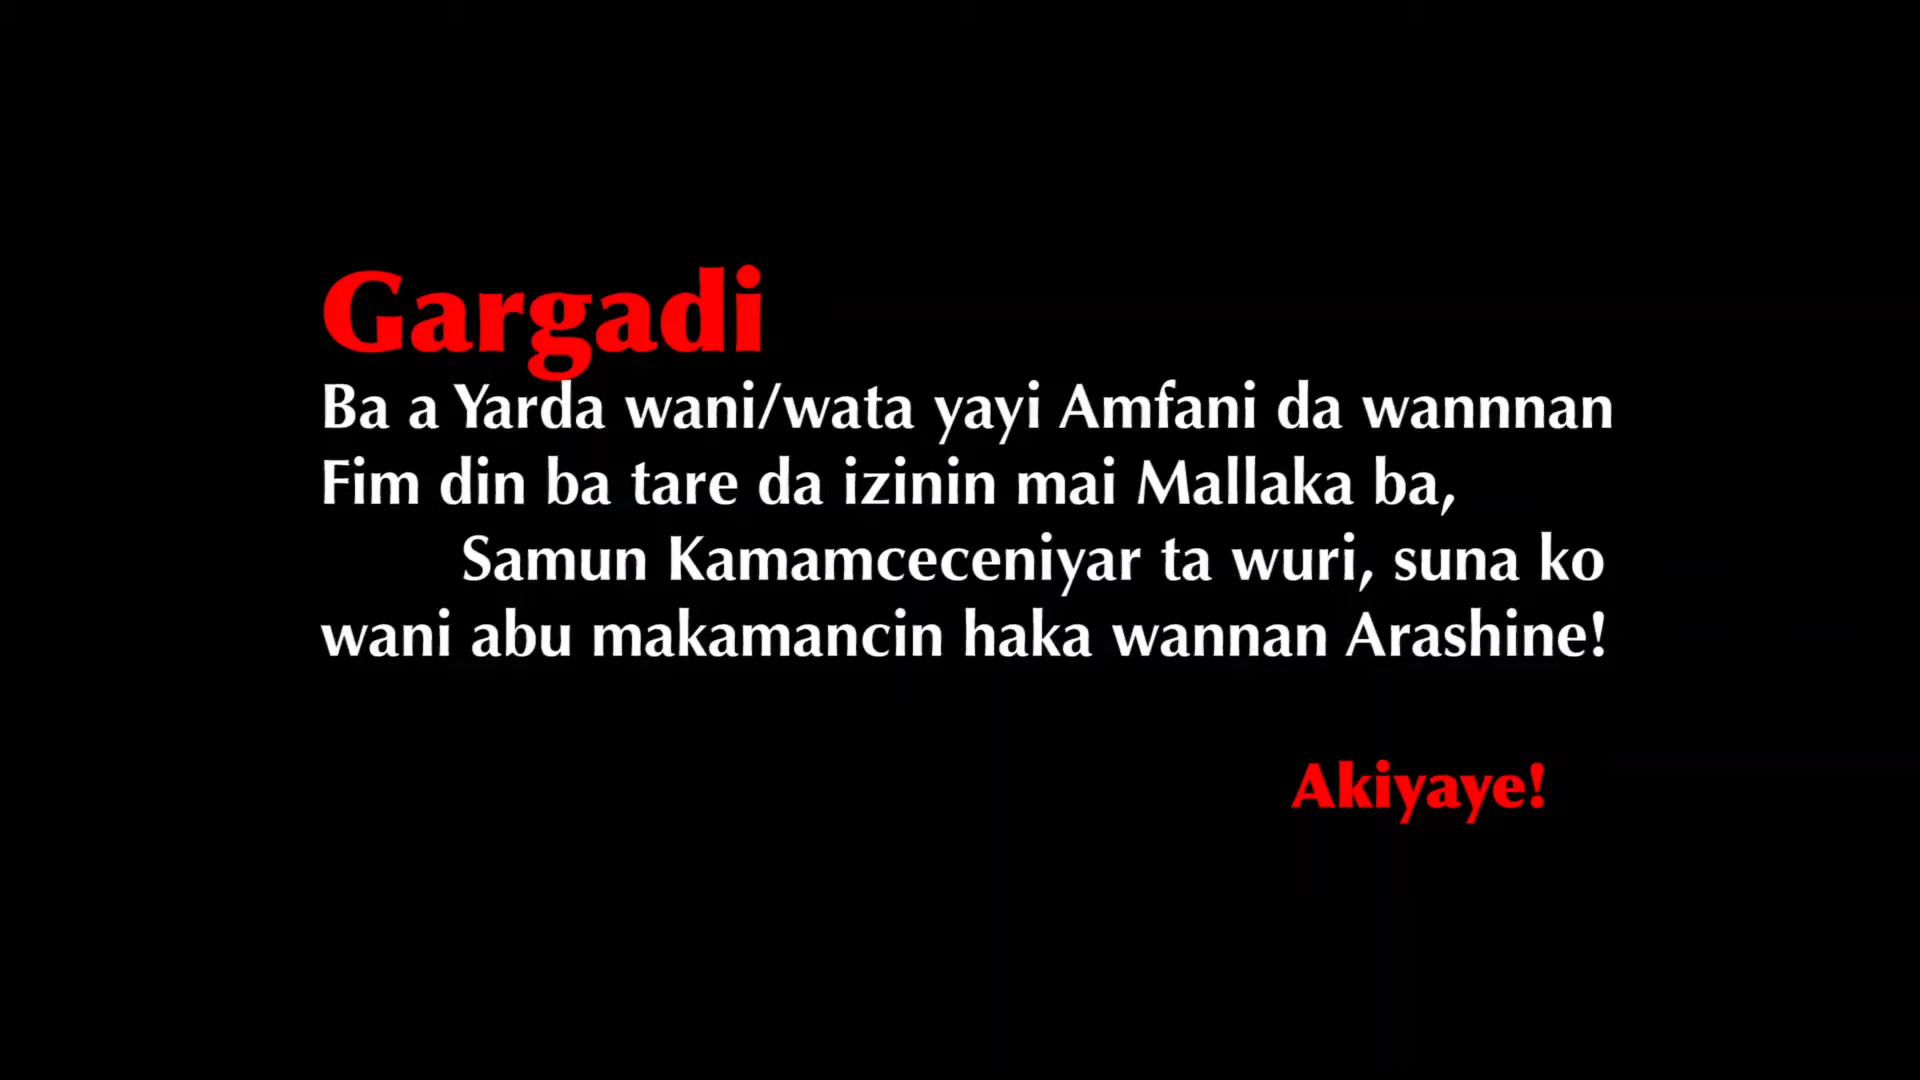 Gargadi
Ba a Yarda wani/wata yayi Amfani da wannnan
Fim din ba tare da izinin mai Mallaka ba,
Samun Kamamceceniyar ta wuri, suna ko
wani abu makamancin haka wannan Arashine!
Akiyaye!